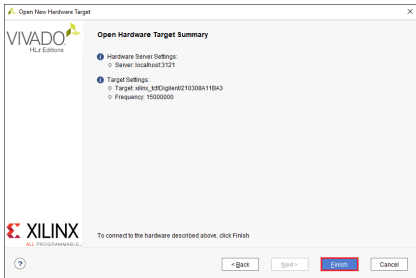 Open New Hardware Target
VIVADO
HLx Editions
Open Hardware Target Summary
Hardware Server Settings:
Server: localhost:3121
Target Settings:
Target: xilinx_tcf/Digilent/210308A11BA3
Frequency: 15000000
XILINX
ALL PROGRAMMABLE.
To connect to the hardware described above, click Finish
?
< Back
Next >
Finish
Cancel